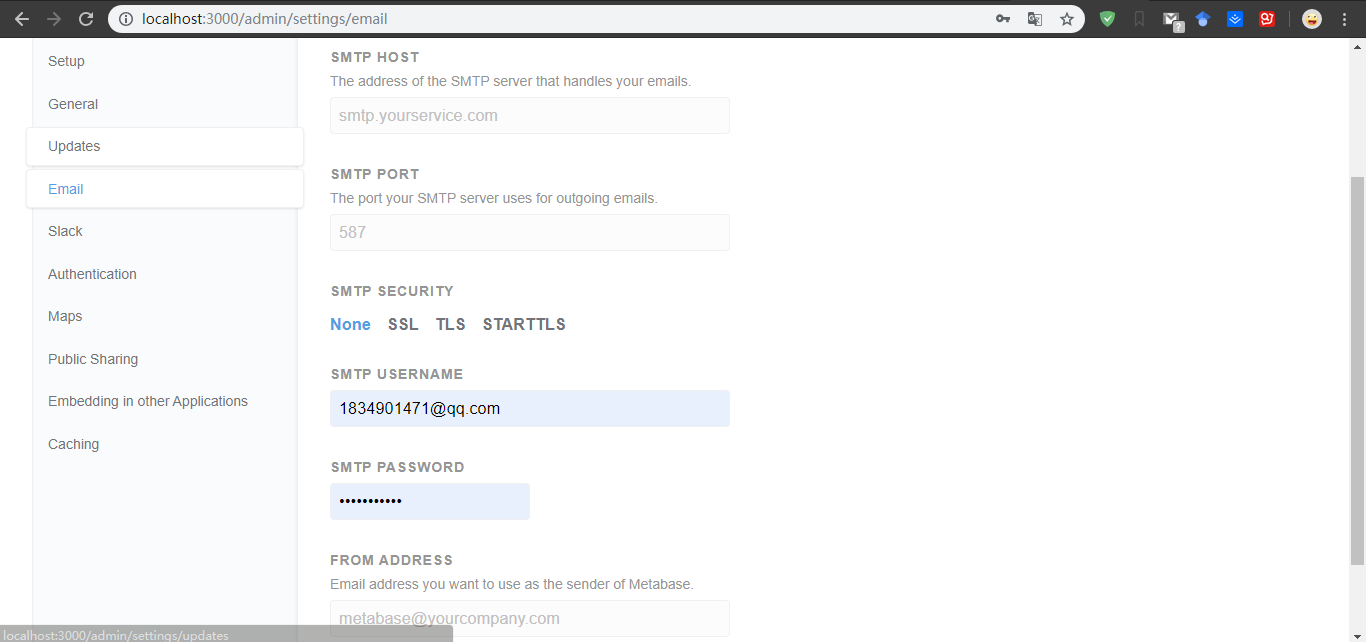 localhost:3000/admin/settings/email
Setup
General
Updates
Email
Slack
Authentication
Maps
Public Sharing
Embedding in other Applications
Caching
SMTP HOST
The address of the SMTP server that handles your emails.
smtp.yourservice.com
SMTP PORT
The port your SMTP server uses for outgoing emails.
587
SMTP SECURITY
None SSL TLS STARTTLS
SMTP USERNAME
1834901471@qq.com
SMTP PASSWORD
•••••••••••
FROM ADDRESS
Email address you want to use as the sender of Metabase.
metabase@yourcompany.com
localhost:3000/admin/settings/updates